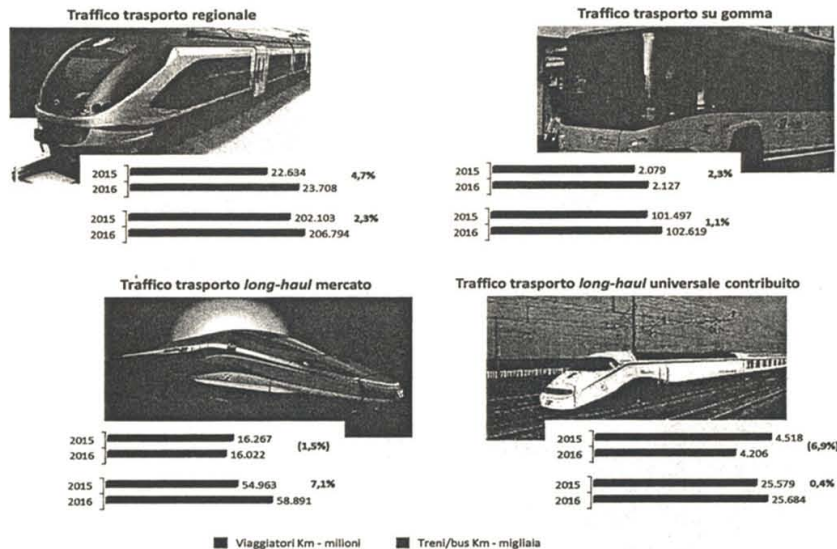 Traffico trasporto regionale
Traffico trasporto su gomma
2015 22.634 4,7%
2016 23.708
2015 202.103 2,3%
2016 206.794
2015 2.079 2,3%
2016 2.127
2015 101.497 1,1%
2016 102.619
Traffico trasporto long-haul mercato
Traffico trasporto long-haul universale contribuito
2015 16.267 (1,5%)
2016 16.022
2015 54.963 7,1%
2016 58.891
2015 4.518 (6,9%)
2016 4.206
2015 25.579 0,4%
2016 25.684
Viaggiatori Km - milioni Treni/bus Km - migliaia